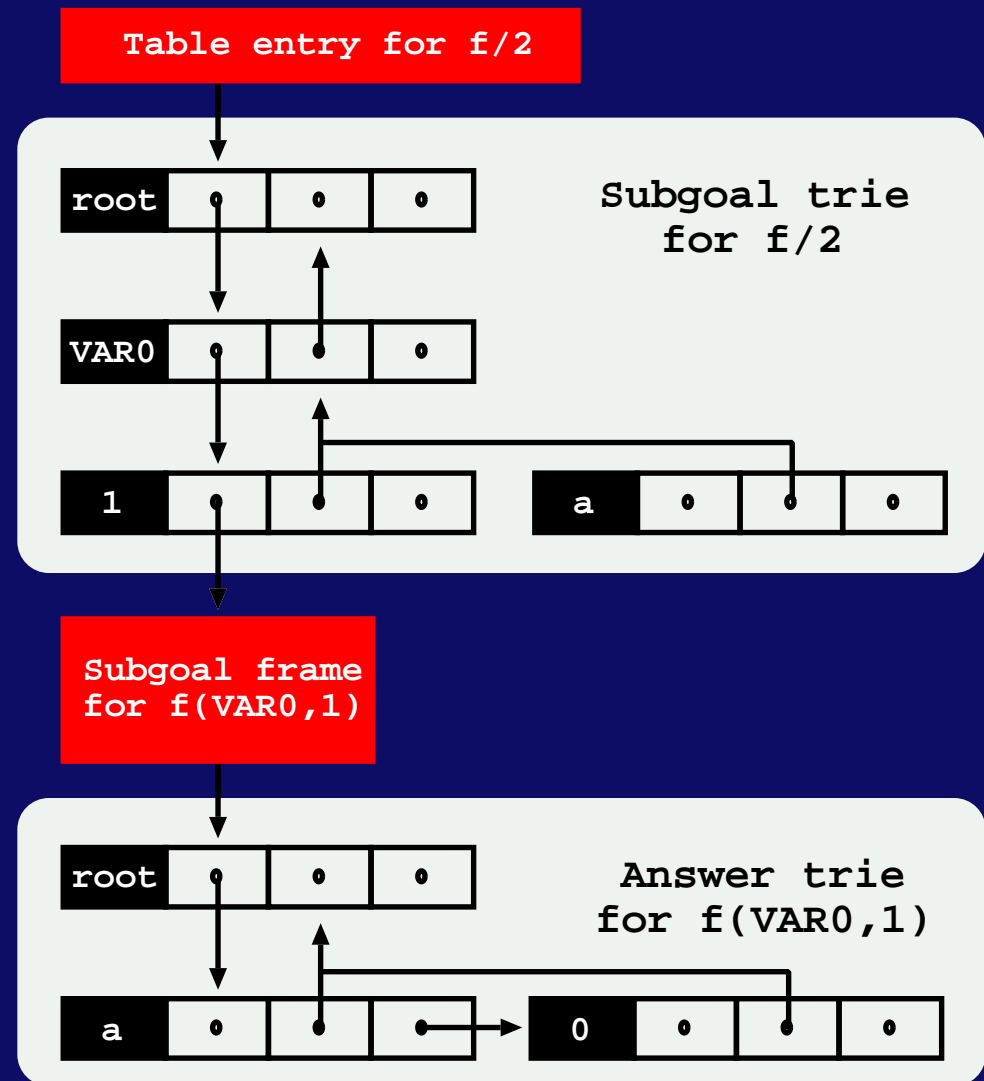 Table entry for f/2
root
Subgoal trie
for f/2
VAR0
1
a
Subgoal frame
for f(VAR0,1)
root
Answer trie
for f(VAR0,1)
a
0